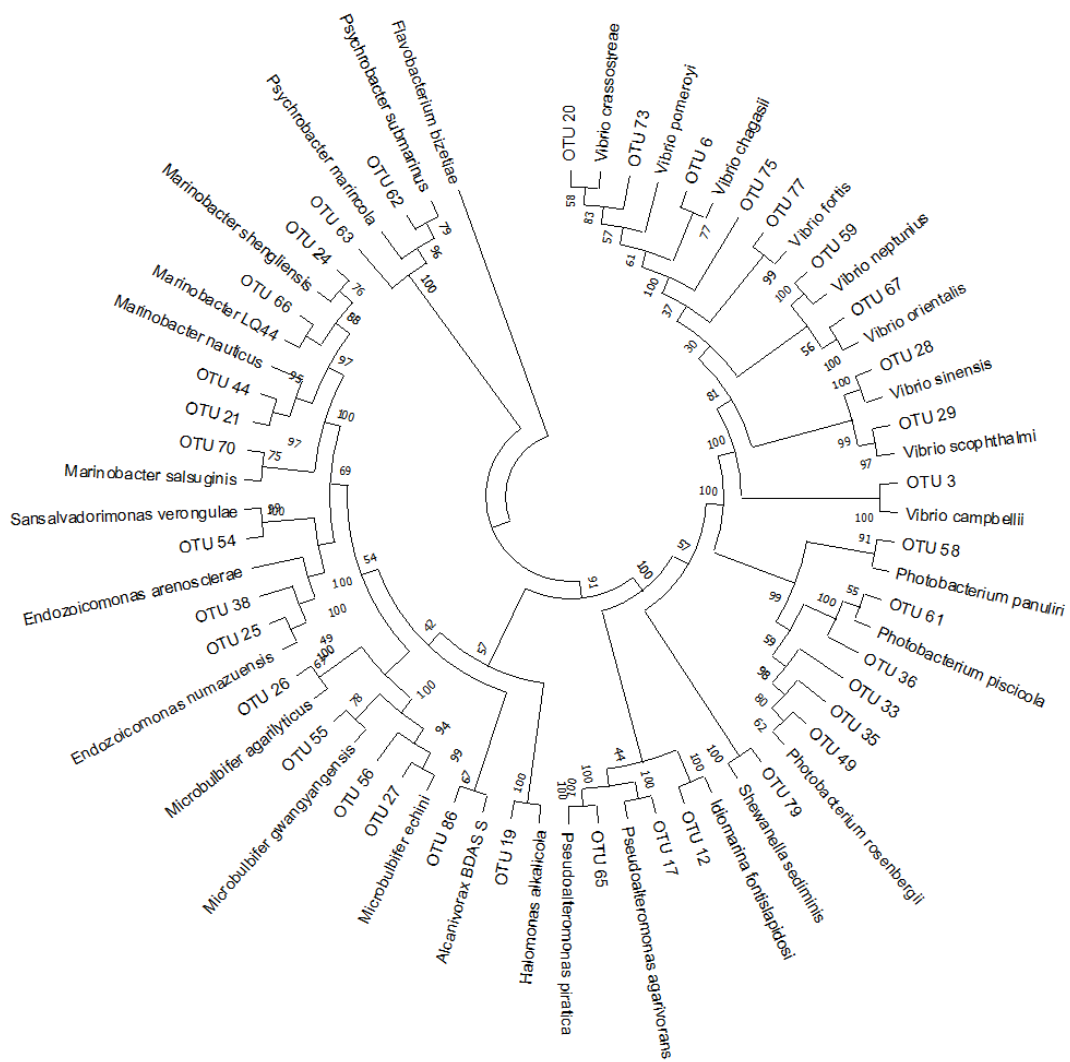 OTU 20
Vibrio crassostreae
OTU 73
Vibrio pomeroyi
OTU 6
Vibrio chagasii
OTU 75
OTU 77
Vibrio fortis
OTU 59
Vibrio neptunius
OTU 67
Vibrio orientalis
OTU 28
Vibrio sinensis
OTU 29
Vibrio scophthalmi
OTU 3
Vibrio campbellii
OTU 58
Photobacterium panuliri
OTU 61
Photobacterium piscicola
OTU 36
OTU 33
OTU 35
OTU 49
Photobacterium rosenbergii
OTU 79
Shewanella sediminis
Idiomarina fontislapidosi
OTU 12
OTU 17
Pseudoalteromonas agarivorans
OTU 65
Pseudoalteromonas piratica
Halomonas alkalicola
OTU 19
Alcanivorax BDAS S
OTU 86
Microbulbifer echini
OTU 27
OTU 56
Microbulbifer gwangyangensis
OTU 55
Microbulbifer agarilyticus
OTU 26
Endozoicomonas numazuensis
OTU 25
OTU 38
Endozoicomonas arenosclerae
OTU 54
Sansalvadorimonas verongulae
Marinobacter salsuginis
OTU 70
OTU 21
OTU 44
Marinobacter nauticus
Marinobacter LQ44
OTU 66
Marinobacter shengliensis
OTU 24
OTU 63
Psychrobacter marincola
OTU 62
Psychrobacter submarinus
Flavobacterium bizetiae
58
83
57
61
77
100
37
99
30
100
56
100
81
100
99
97
100
100
100
91
99
55
100
59
98
80
62
57
100
100
91
100
44
100
100
100
100
53
100
42
67
99
94
100
78
54
49
100
100
100
69
100
75
97
95
97
88
76
100
96
79